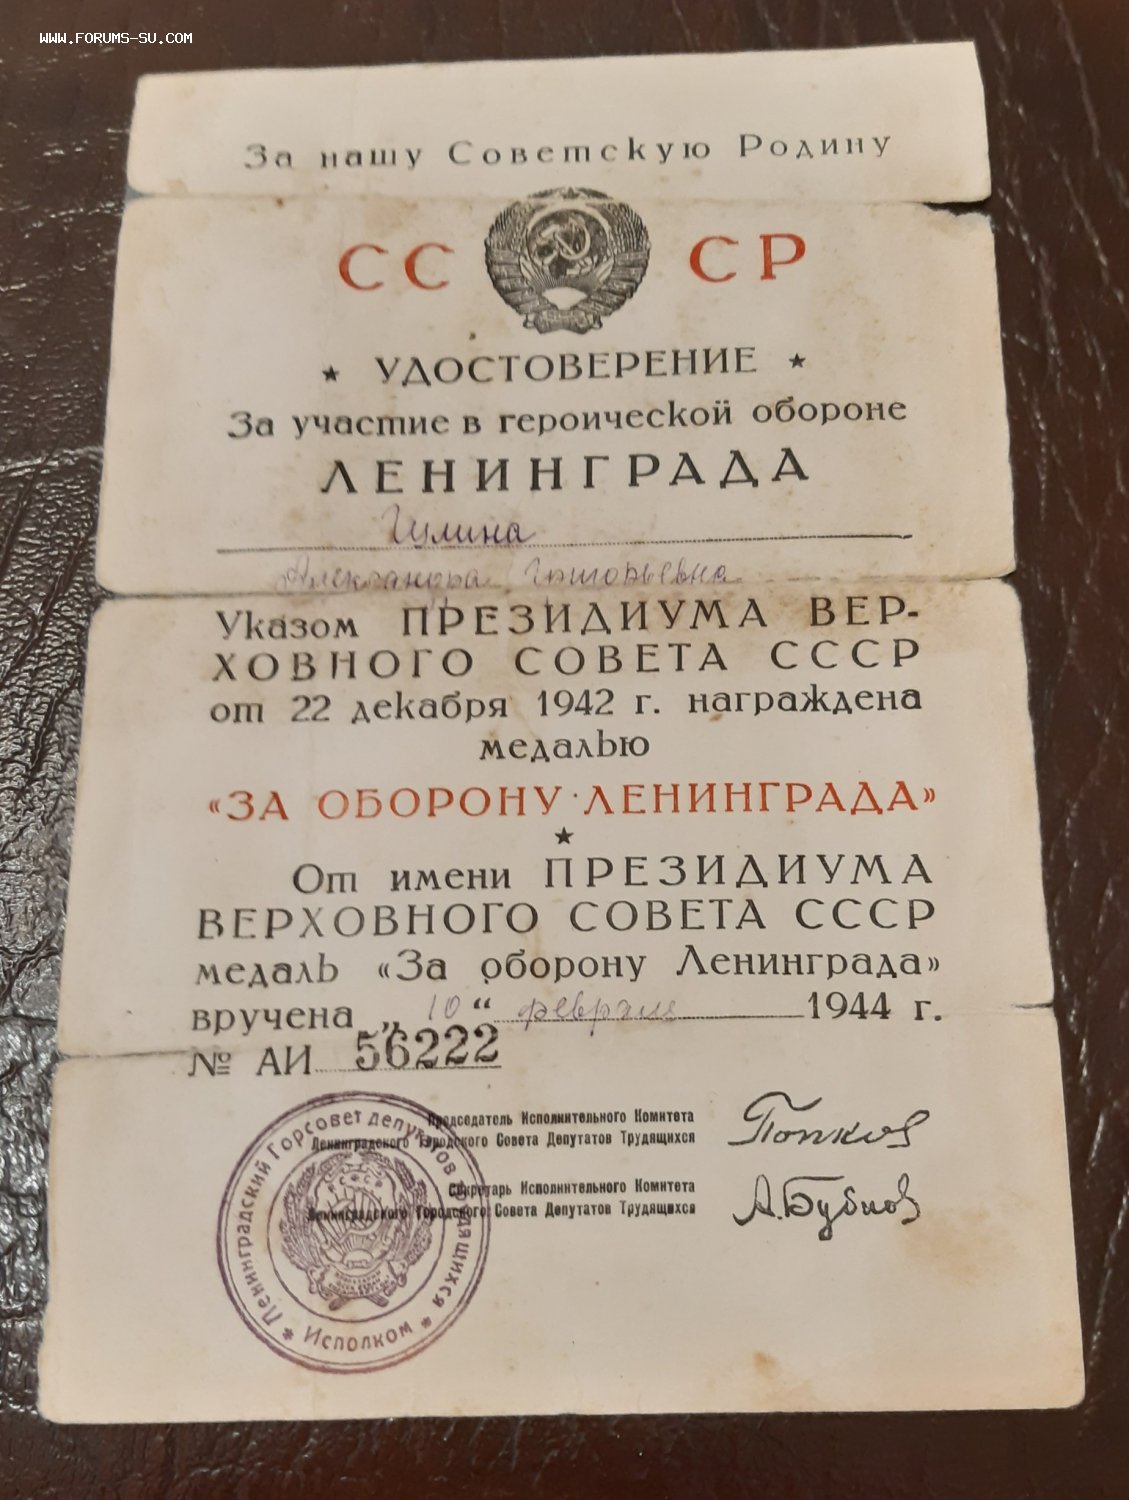 WWW.FORUMS-SU.COM
За нашу Советскую Родину
СС СР
★ УДОСТОВЕРЕНИЕ ★
За участие в героической обороне
ЛЕНИНГРАДА
Александра Григорьевна
Указом ПРЕЗИДИУМА ВЕР-
ХОВНОГО СОВЕТА СССР
от 22 декабря 1942 г. награждена
медалью
«ЗА ОБОРОНУ ЛЕНИНГРАДА»
★
От имени ПРЕЗИДИУМА
ВЕРХОВНОГО СОВЕТА СССР
медаль «За оборону Ленинграда»
вручена „ 10 “ февраля 1944 г.
№ АИ 56222
Председатель Исполнительного Комитета
Ленинградского Городского Совета Депутатов Трудящихся
Попков
Секретарь Исполнительного Комитета
Ленинградского Городского Совета Депутатов Трудящихся
А.Бубнов
Ленинградский Горсовет депутатов трудящихся
★ Исполком ★
РСФСР